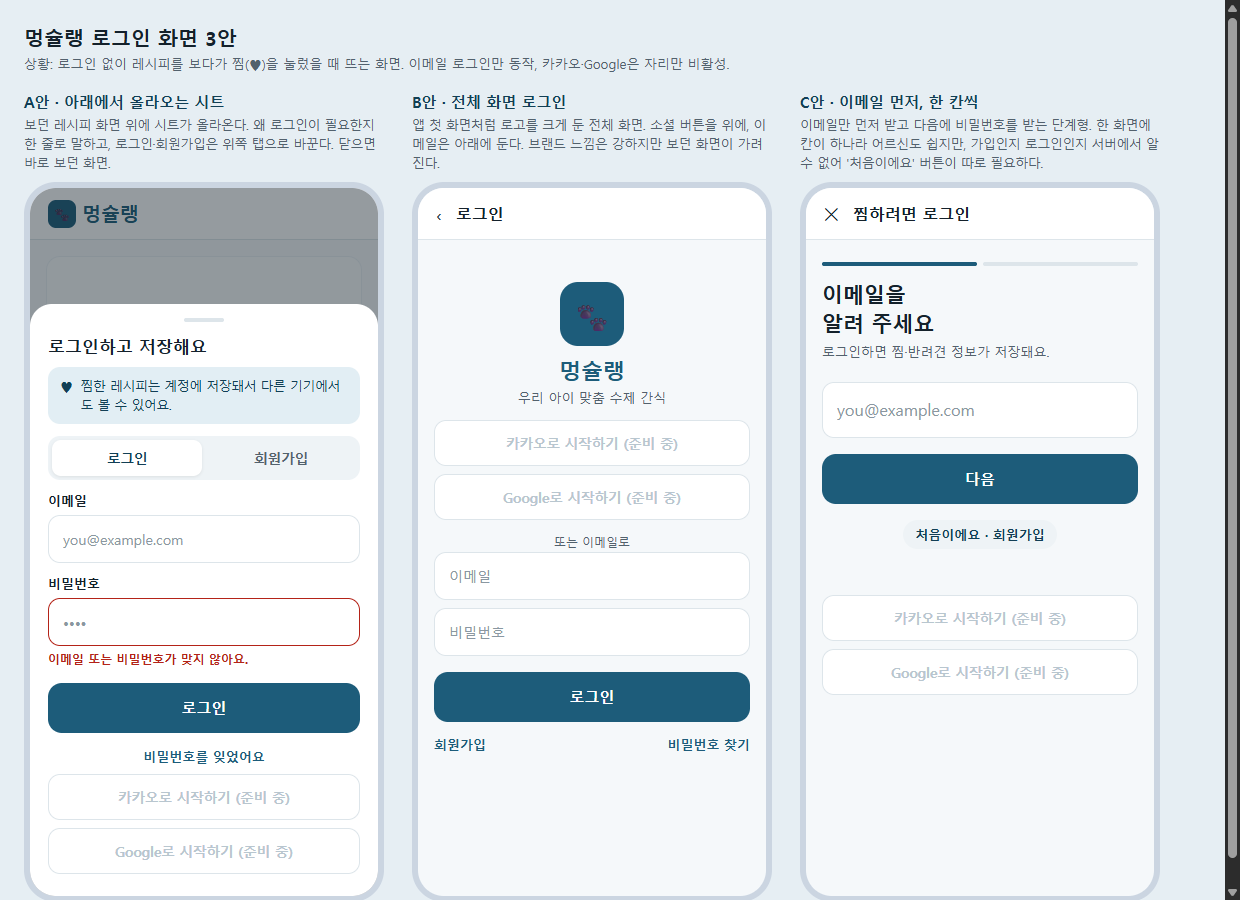 멍슐랭 로그인 화면 3안
상황: 로그인 없이 레시피를 보다가 찜(♥)을 눌렀을 때 뜨는 화면. 이메일 로그인만 동작, 카카오·Google은 자리만 비활성.
A안 · 아래에서 올라오는 시트
보던 레시피 화면 위에 시트가 올라온다. 왜 로그인이 필요한지
한 줄로 말하고, 로그인·회원가입은 위쪽 탭으로 바꾼다. 닫으면
바로 보던 화면.
멍슐랭
로그인하고 저장해요
♥ 찜한 레시피는 계정에 저장돼서 다른 기기에서
도 볼 수 있어요.
로그인 회원가입
이메일
you@example.com
비밀번호
••••
이메일 또는 비밀번호가 맞지 않아요.
로그인
비밀번호를 잊었어요
카카오로 시작하기 (준비 중)
Google로 시작하기 (준비 중)
B안 · 전체 화면 로그인
앱 첫 화면처럼 로고를 크게 둔 전체 화면. 소셜 버튼을 위에, 이
메일은 아래에 둔다. 브랜드 느낌은 강하지만 보던 화면이 가려
진다.
‹ 로그인
멍슐랭
우리 아이 맞춤 수제 간식
카카오로 시작하기 (준비 중)
Google로 시작하기 (준비 중)
또는 이메일로
이메일
비밀번호
로그인
회원가입 비밀번호 찾기
C안 · 이메일 먼저, 한 칸씩
이메일만 먼저 받고 다음에 비밀번호를 받는 단계형. 한 화면에
칸이 하나라 어르신도 쉽지만, 가입인지 로그인인지 서버에서 알
수 없어 '처음이에요' 버튼이 따로 필요하다.
찜하려면 로그인
이메일을
알려 주세요
로그인하면 찜·반려견 정보가 저장돼요.
you@example.com
다음
처음이에요 · 회원가입
카카오로 시작하기 (준비 중)
Google로 시작하기 (준비 중)